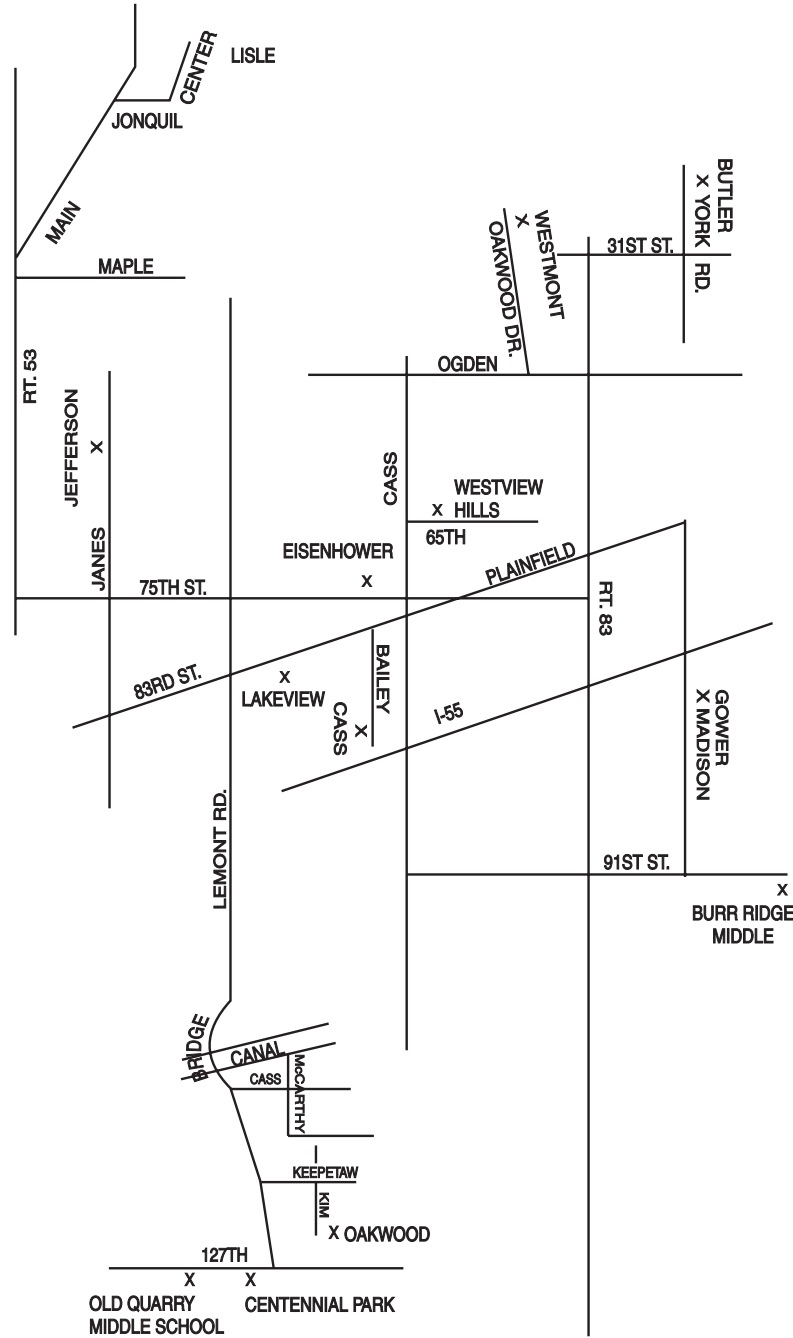 CENTER
LISLE
JONQUIL
MAIN
MAPLE
BUTLER
X YORK RD.
31ST ST.
WESTMONT
X
OAKWOOD DR.
RT. 53
OGDEN
JEFFERSON
X
CASS
WESTVIEW
X HILLS
65TH
JANES
EISENHOWER
X
PLAINFIELD
75TH ST.
RT. 83
83RD ST.
X
LAKEVIEW
BAILEY
CASS X
I-55
GOWER
X MADISON
LEMONT RD.
91ST ST.
X
BURR RIDGE
MIDDLE
BRIDGE
CANAL
CASS
McCARTHY
KEEPETAW
KIM
X OAKWOOD
127TH
X
X
OLD QUARRY
MIDDLE SCHOOL
CENTENNIAL PARK